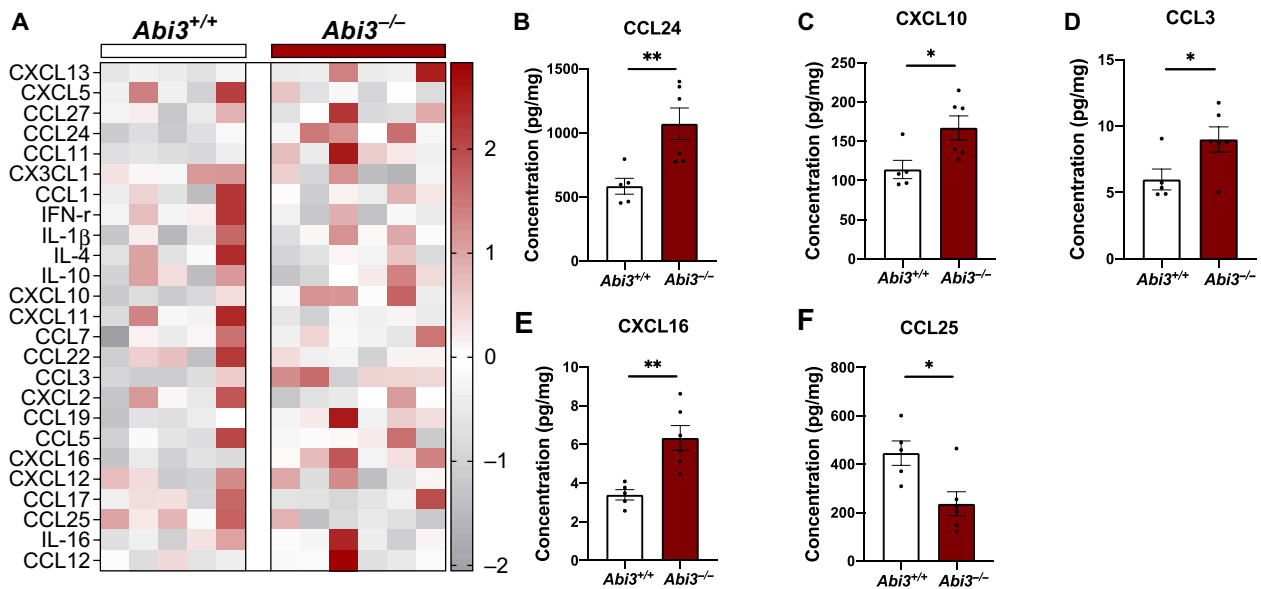 A
Abi3+/+
Abi3−/−
CXCL13
CXCL5
CCL27
CCL24
CCL11
CX3CL1
CCL1
IFN-r
IL-1β
IL-4
IL-10
CXCL10
CXCL11
CCL7
CCL22
CCL3
CXCL2
CCL19
CCL5
CXCL16
CXCL12
CCL17
CCL25
IL-16
CCL12
2
1
0
−1
−2
B
CCL24
**
Concentration (pg/mg)
1500
1000
500
0
Abi3+/+
Abi3−/−
C
CXCL10
*
Concentration (pg/mg)
250
200
150
100
50
0
Abi3+/+
Abi3−/−
D
CCL3
*
Concentration (pg/mg)
15
10
5
0
Abi3+/+
Abi3−/−
E
CXCL16
**
Concentration (pg/mg)
10
8
6
4
2
0
Abi3+/+
Abi3−/−
F
CCL25
*
Concentration (pg/mg)
800
600
400
200
0
Abi3+/+
Abi3−/−